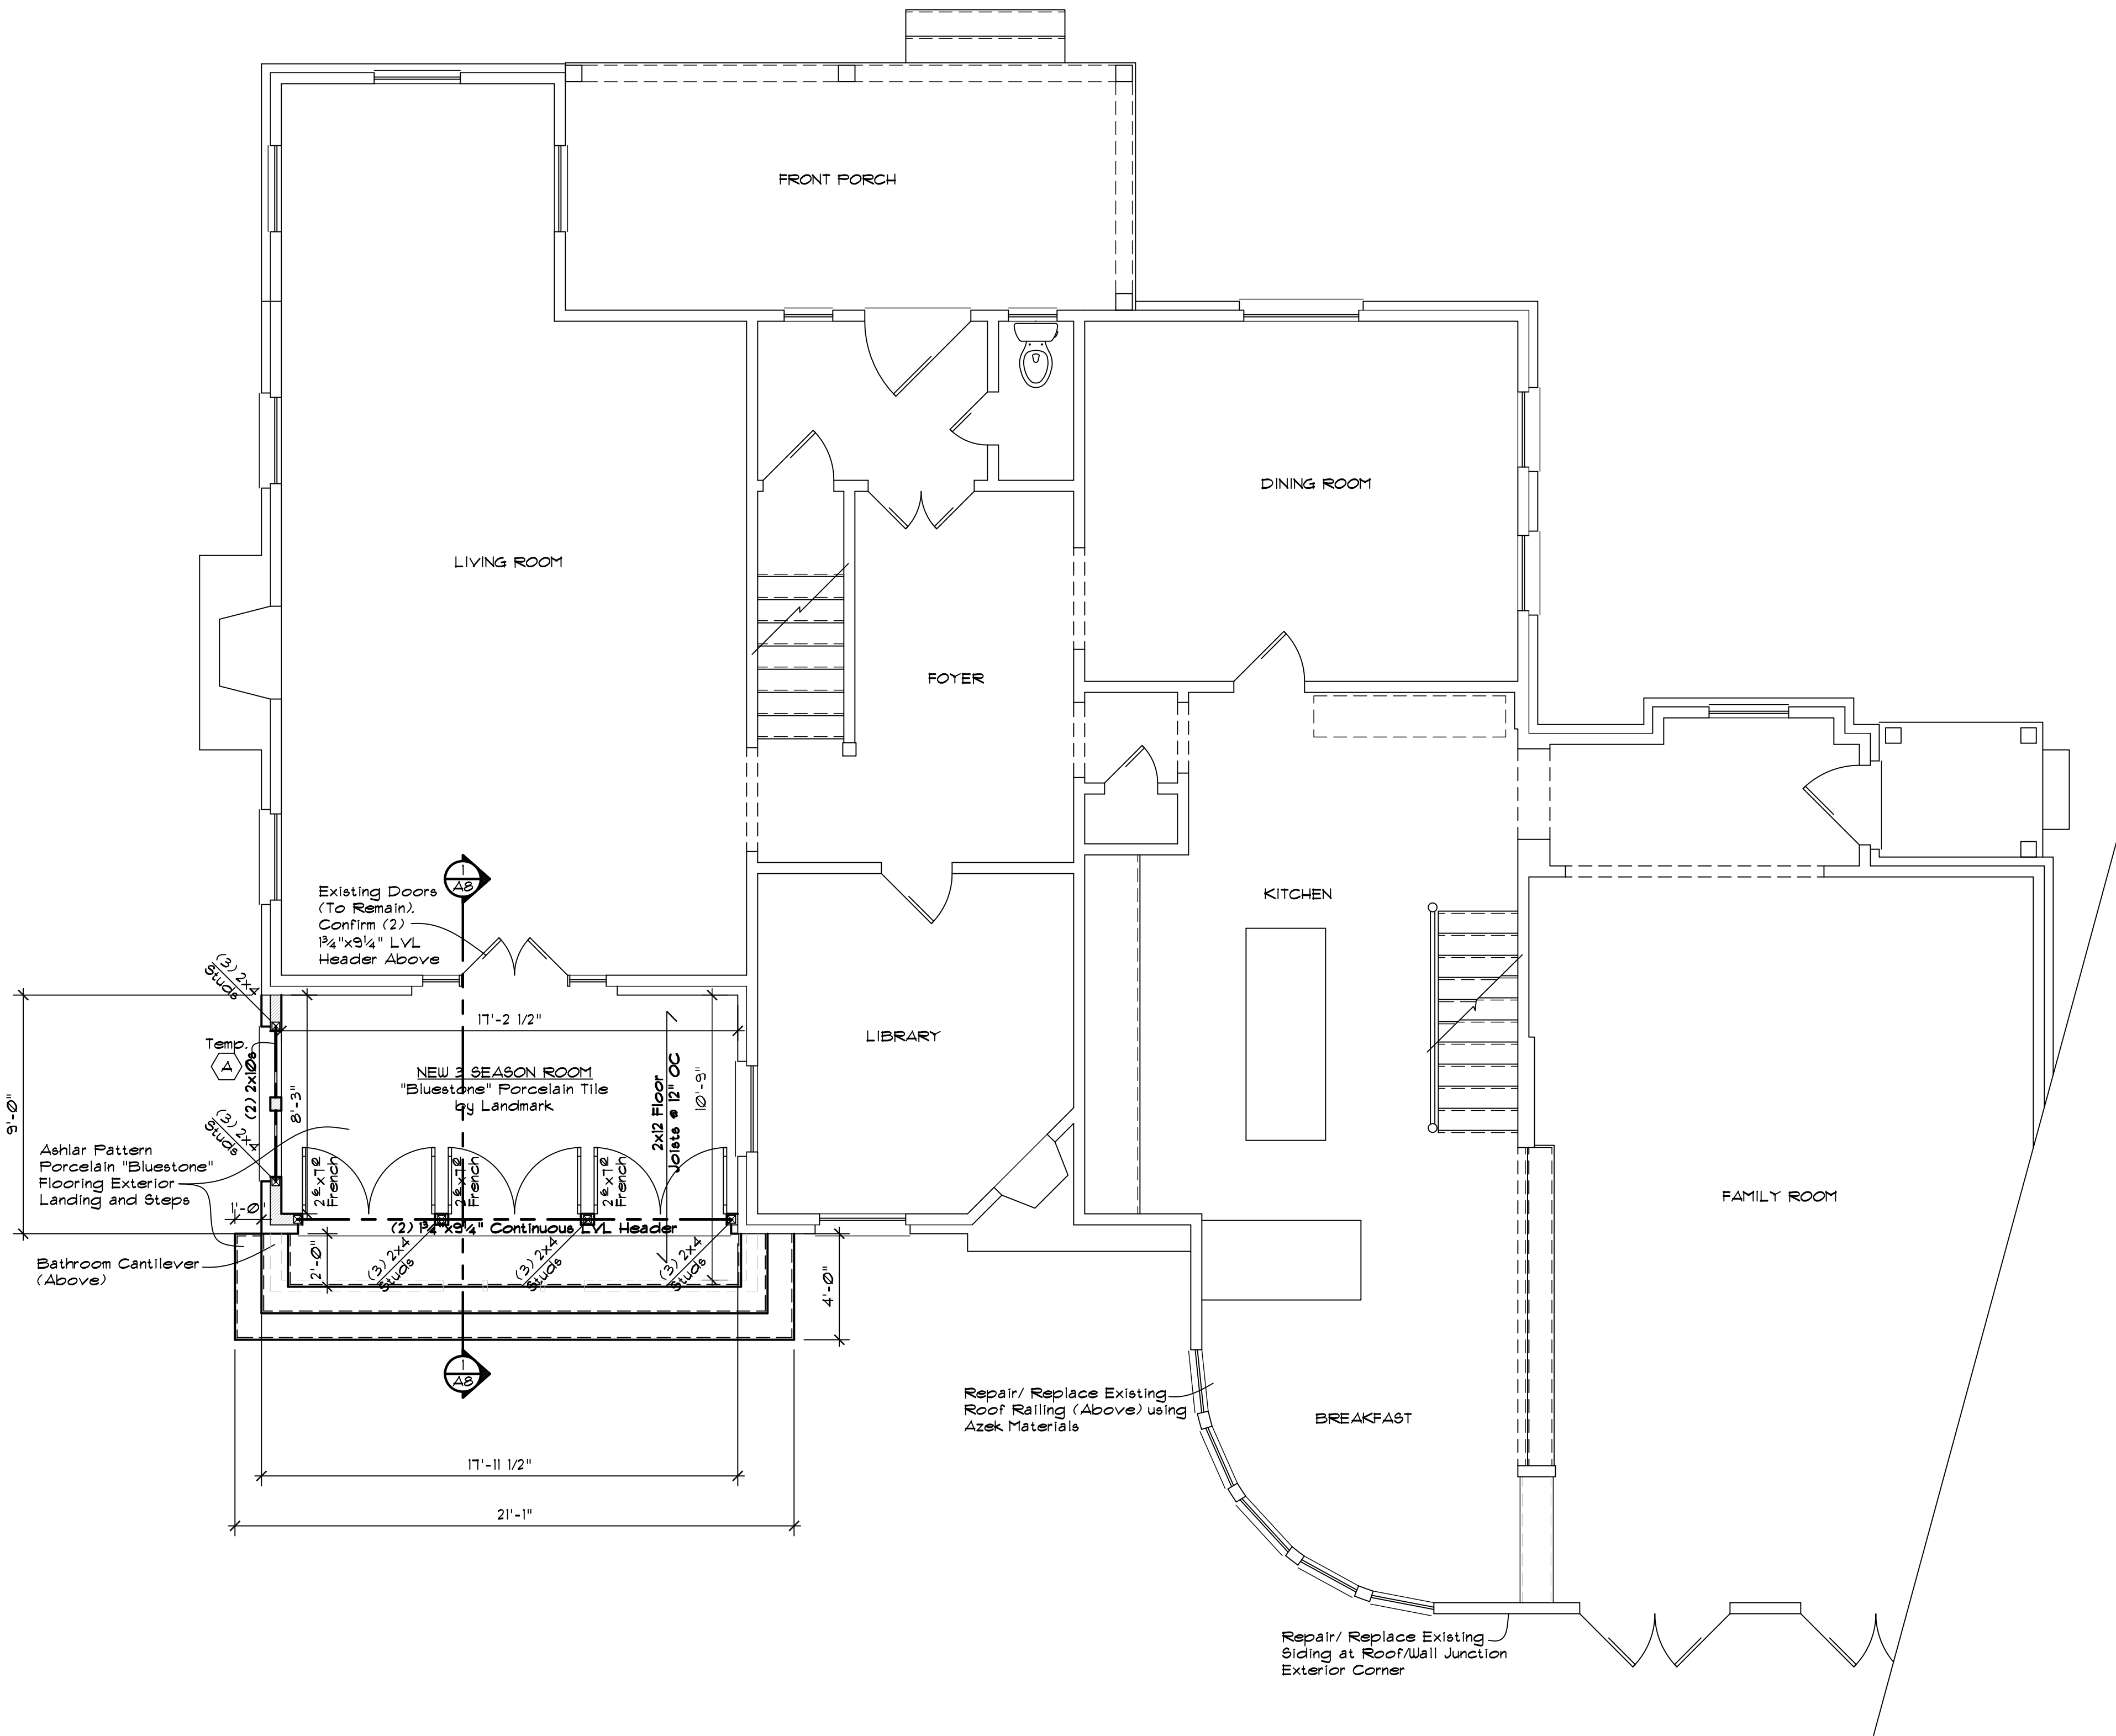 FRONT PORCH
DINING ROOM
LIVING ROOM
FOYER
KITCHEN
Existing Doors
(To Remain).
Confirm (2)
1¾"x9¼" LVL
Header Above
1
A8
(3) 2x4
Studs
17'-2 1/2"
LIBRARY
Temp.
A
(2) 2x10s
9'-0"
8'-3"
NEW 3 SEASON ROOM
"Bluestone" Porcelain Tile
by Landmark
2x12 Floor
Joists @ 12" OC
10'-9"
(3) 2x4
Studs
Ashlar Pattern
Porcelain "Bluestone"
Flooring Exterior
Landing and Steps
2⁶x7⁰
French
2⁶x7⁰
French
2⁶x7⁰
French
FAMILY ROOM
1'-0"
(2) 1¾"x9¼" Continuous LVL Header
Bathroom Cantilever
(Above)
2'-0"
(3) 2x4
Studs
(3) 2x4
Studs
(3) 2x4
Studs
4'-0"
1
A8
Repair/ Replace Existing
Roof Railing (Above) using
Azek Materials
BREAKFAST
17'-11 1/2"
21'-1"
Repair/ Replace Existing
Siding at Roof/Wall Junction
Exterior Corner